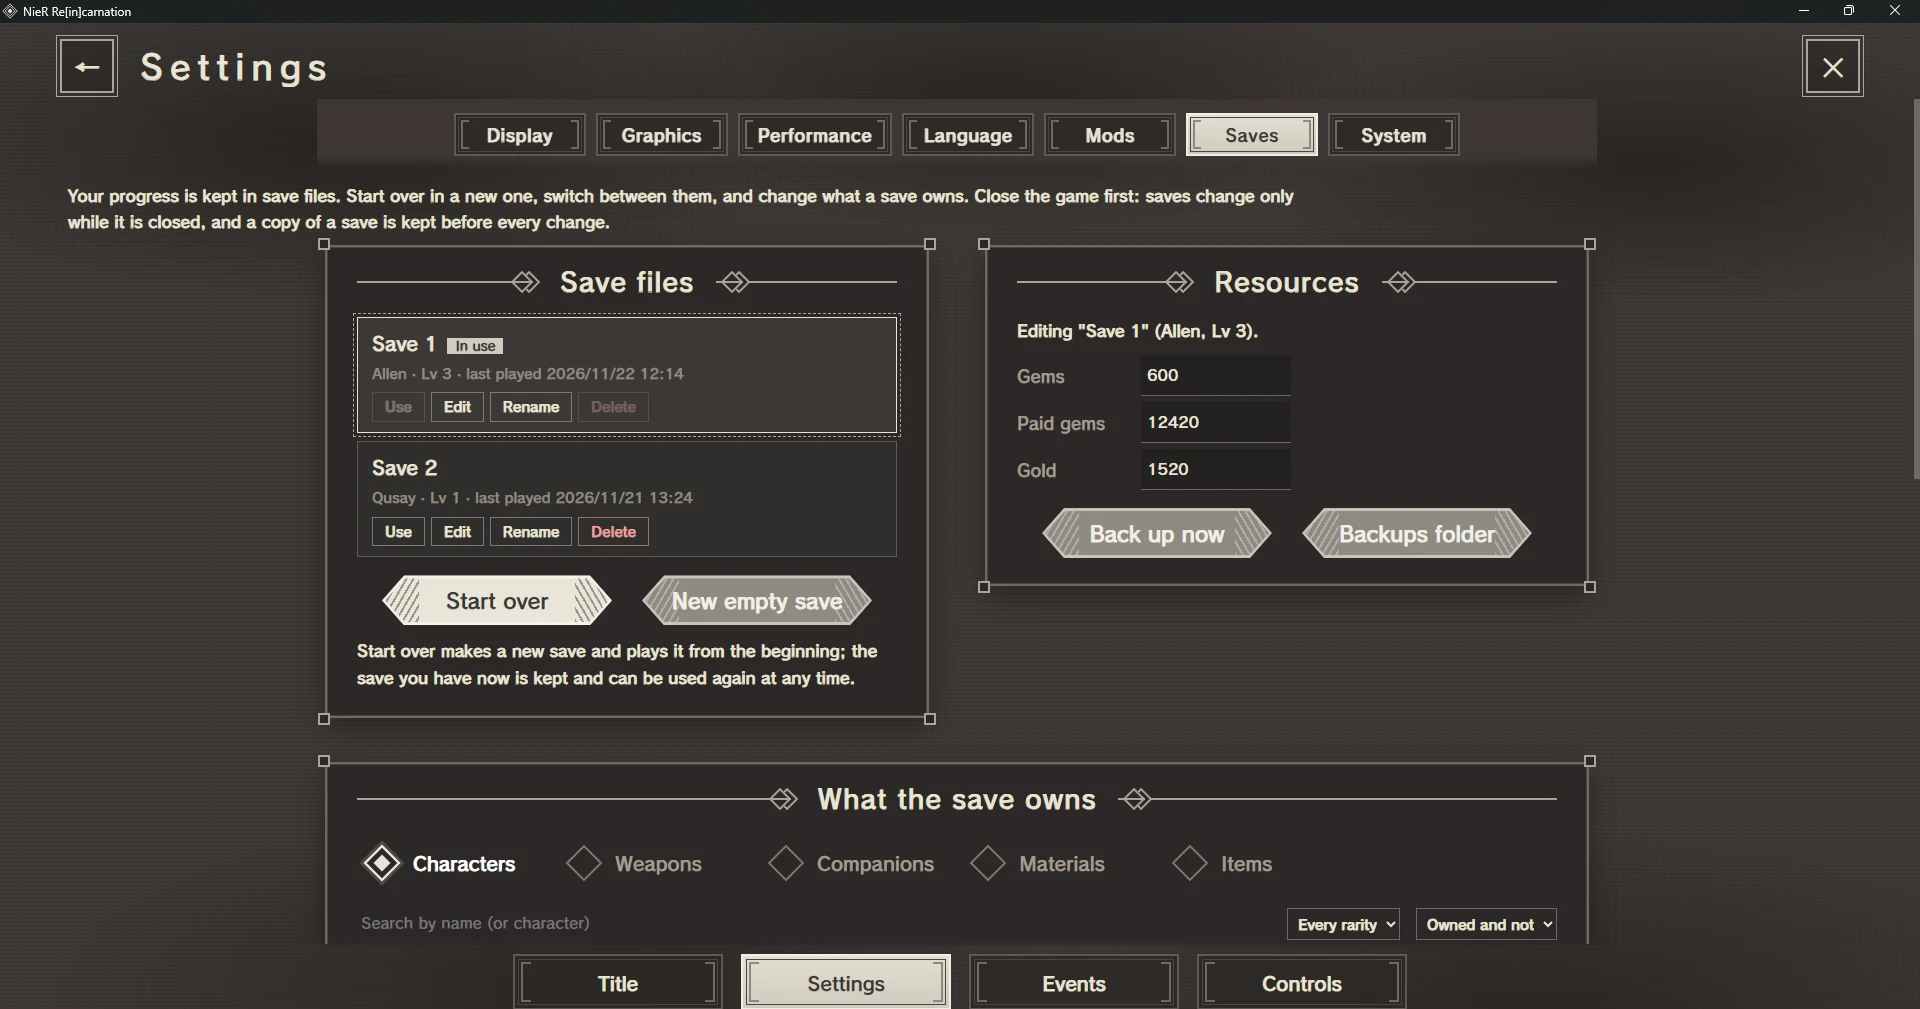 NieR Re[in]carnation
Settings
Display
Graphics
Performance
Language
Mods
Saves
System
Your progress is kept in save files. Start over in a new one, switch between them, and change what a save owns. Close the game first: saves change only
while it is closed, and a copy of a save is kept before every change.
Save files
Save 1 In use
Allen · Lv 3 · last played 2026/11/22 12:14
Use Edit Rename Delete
Save 2
Qusay · Lv 1 · last played 2026/11/21 13:24
Use Edit Rename Delete
Start over
New empty save
Start over makes a new save and plays it from the beginning; the
save you have now is kept and can be used again at any time.
Resources
Editing "Save 1" (Allen, Lv 3).
Gems 600
Paid gems 12420
Gold 1520
Back up now
Backups folder
What the save owns
Characters
Weapons
Companions
Materials
Items
Search by name (or character)
Every rarity
Owned and not
Title
Settings
Events
Controls